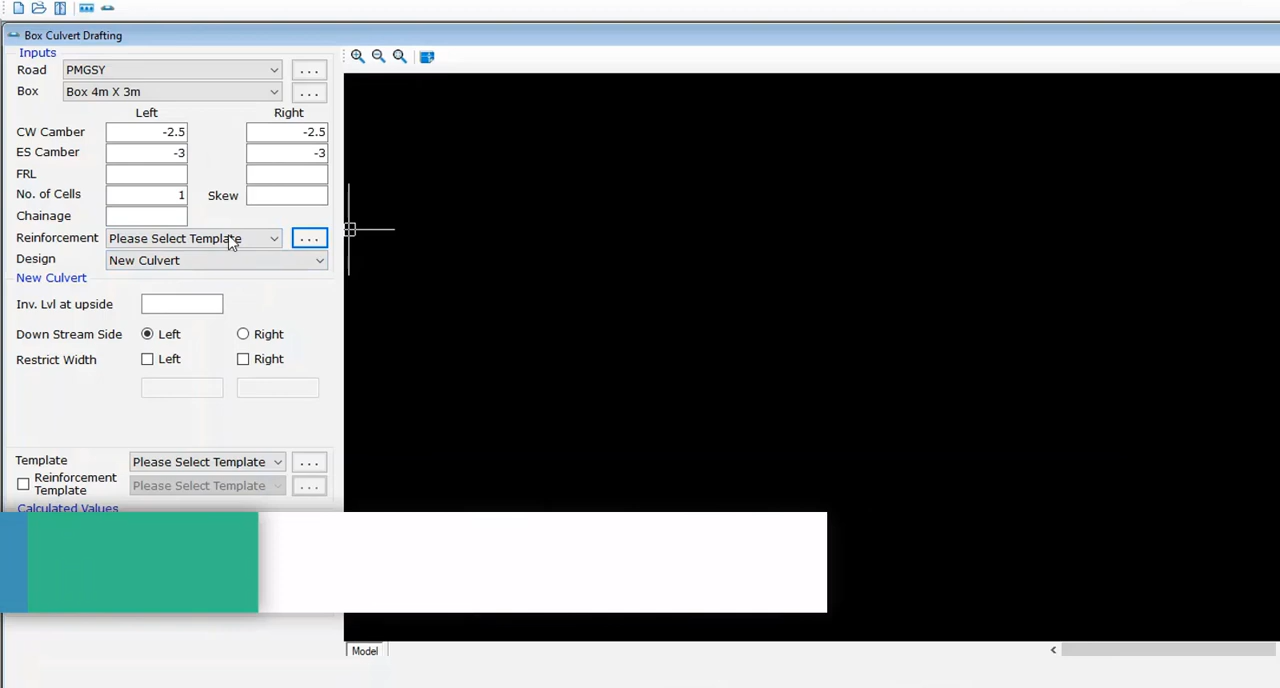 Box Culvert Drafting
Inputs
Road PMGSY ...
Box Box 4m X 3m ...
Left Right
CW Camber -2.5 -2.5
ES Camber -3 -3
FRL
No. of Cells 1 Skew
Chainage
Reinforcement Please Select Template ...
Design New Culvert
New Culvert
Inv. Lvl at upside
Down Stream Side Left Right
Restrict Width Left Right
Template Please Select Template ...
Reinforcement Template Please Select Template ...
Calculated Values
Model